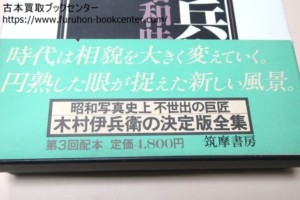 古本買取ブックセンター
www.furuhon-bookcenter.com/
兵
和
時代は相貌を大きく変えていく。
円熟した眼が捉えた新しい風景。
昭和写真史上 不世出の巨匠
木村伊兵衛の決定版全集
第3回配本 定価4,800円
筑摩書房